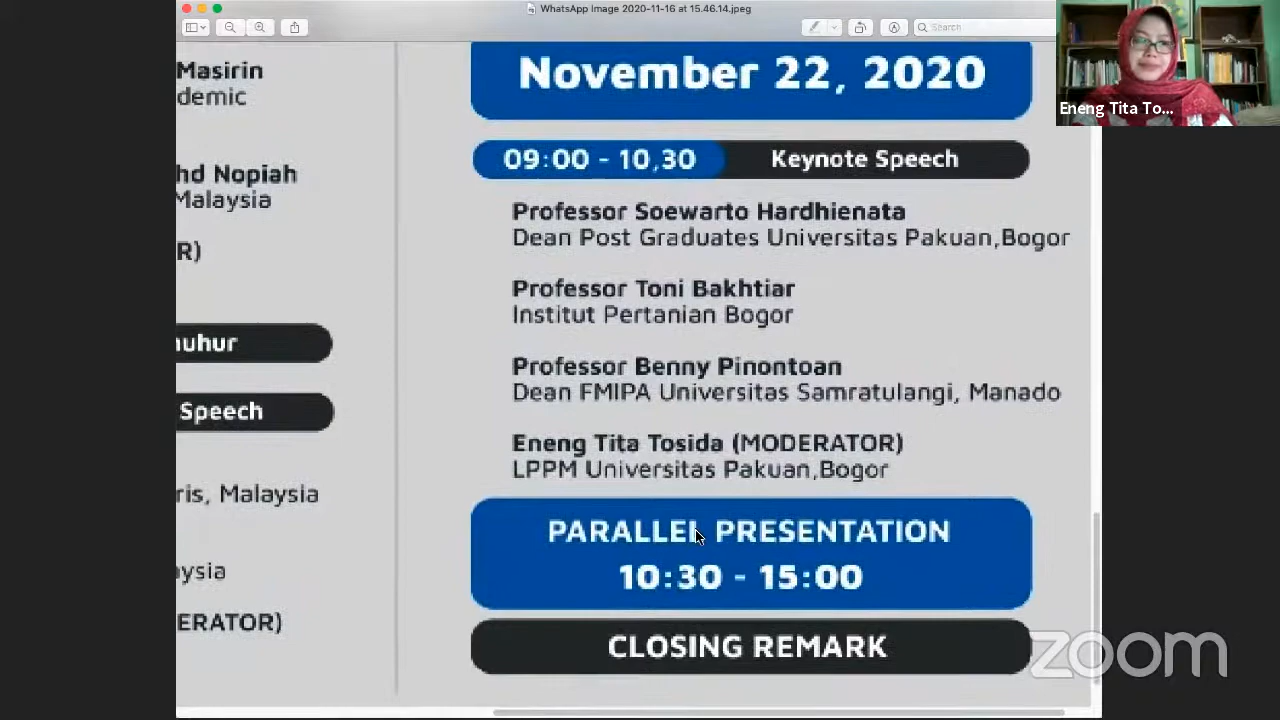 WhatsApp Image 2020-11-16 at 15.46.14.jpeg
Search
Eneng Tita To...
Masirin
demic
hd Nopiah
Malaysia
R)
uhur
Speech
ris, Malaysia
ysia
ERATOR)
November 22, 2020
09:00 - 10,30 Keynote Speech
Professor Soewarto Hardhienata
Dean Post Graduates Universitas Pakuan,Bogor
Professor Toni Bakhtiar
Institut Pertanian Bogor
Professor Benny Pinontoan
Dean FMIPA Universitas Samratulangi, Manado
Eneng Tita Tosida (MODERATOR)
LPPM Universitas Pakuan,Bogor
PARALLEL PRESENTATION
10:30 - 15:00
CLOSING REMARK
zoom